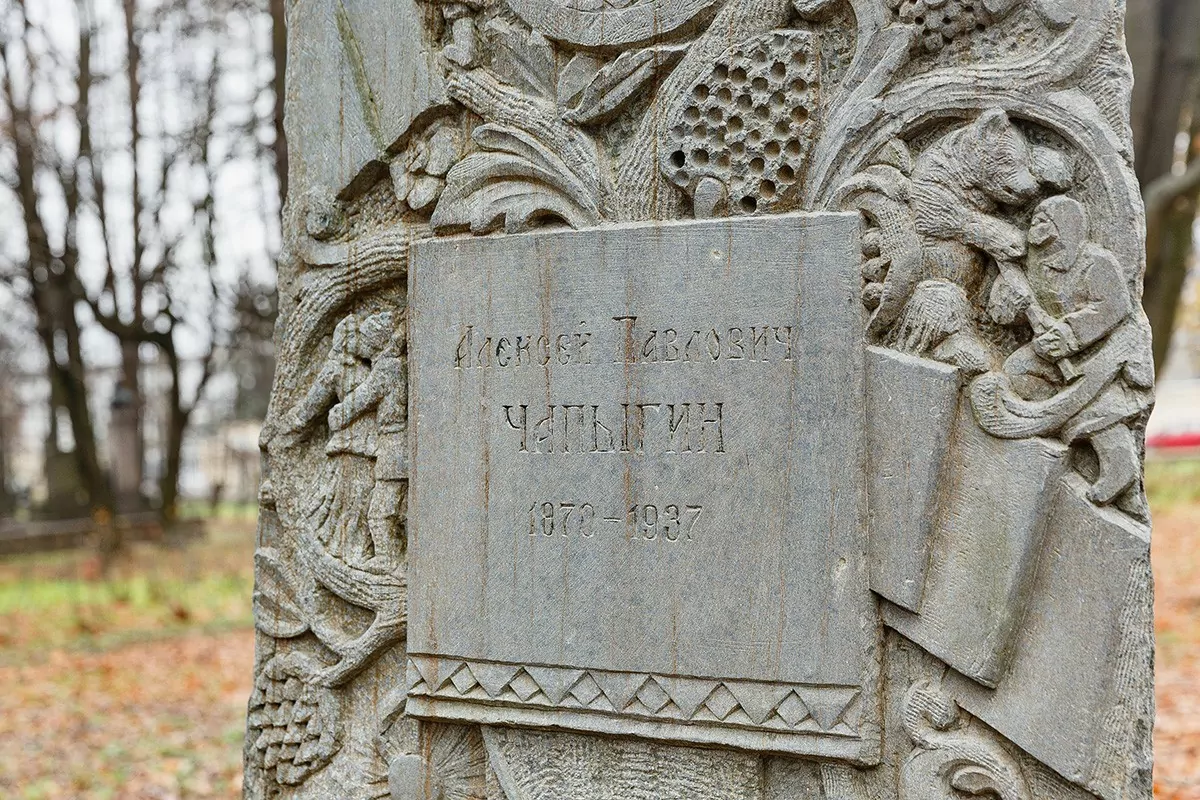 Алексей Павлович
ЧАПЫГИН
1870-1937